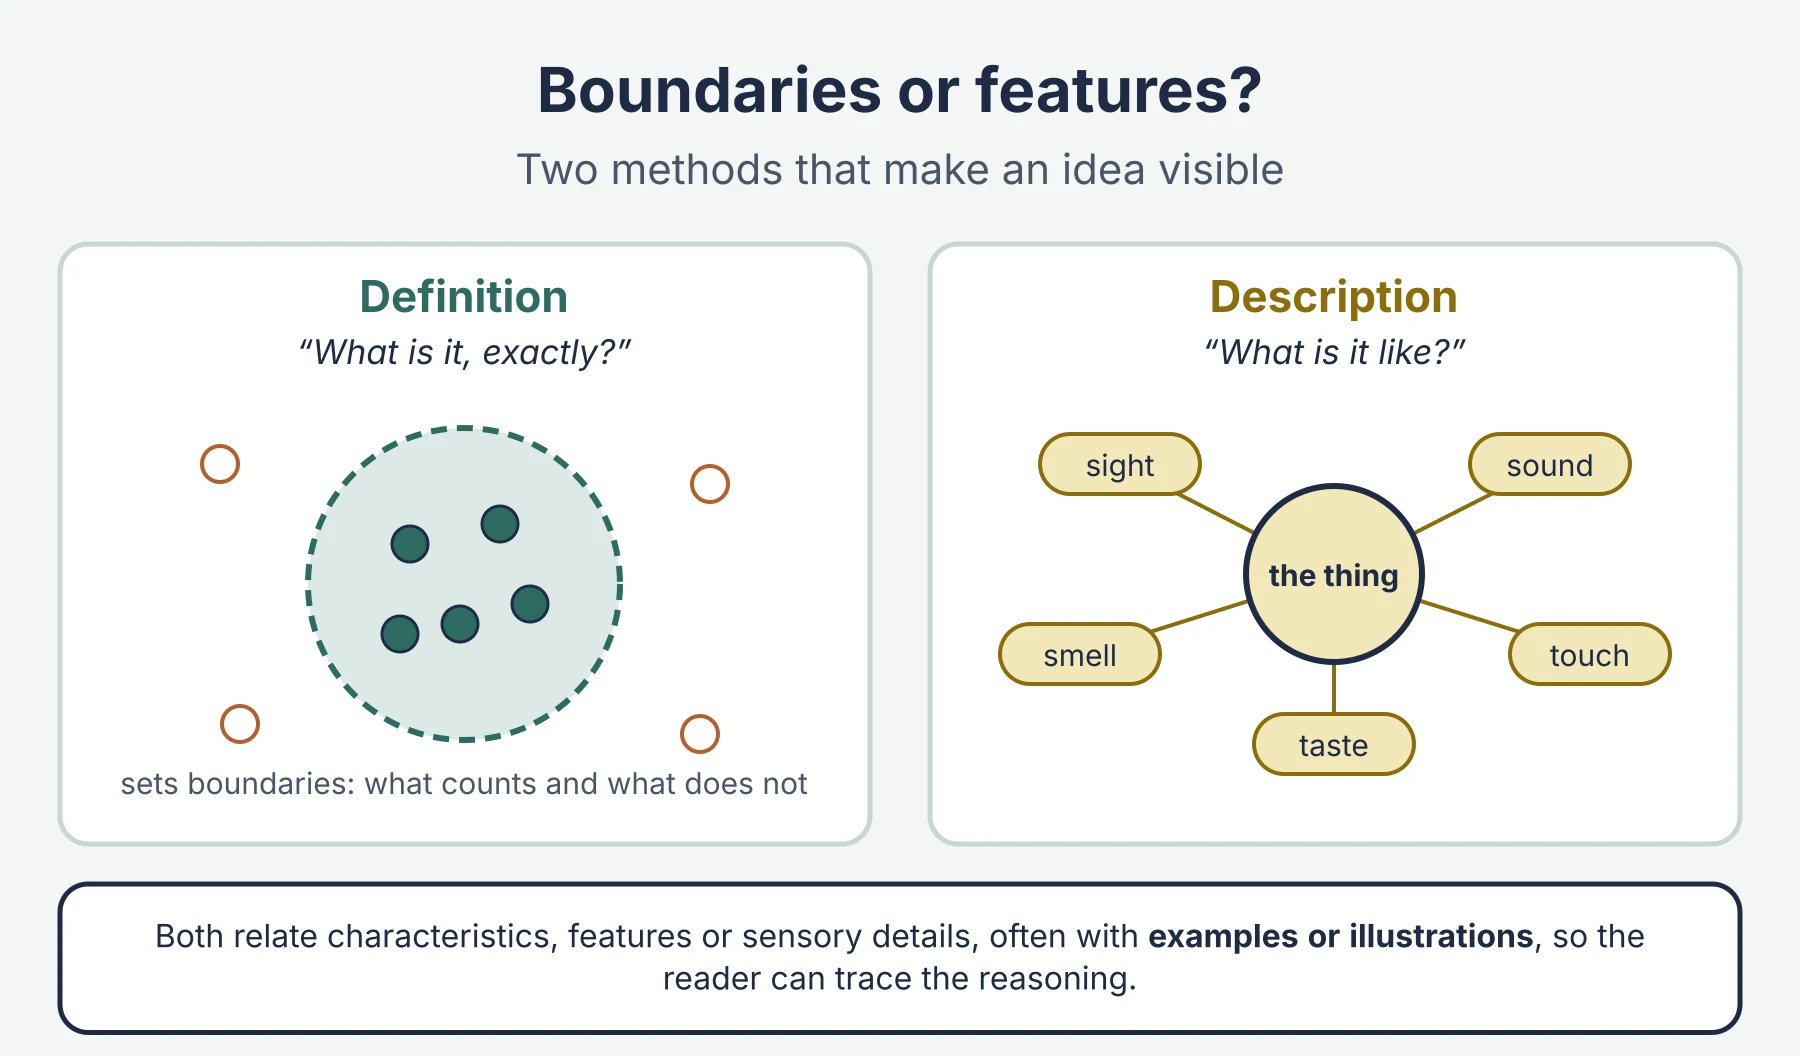 Boundaries or features?
Two methods that make an idea visible
Definition
“What is it, exactly?”
sets boundaries: what counts and what does not
Description
“What is it like?”
sight
sound
the thing
smell
touch
taste
Both relate characteristics, features or sensory details, often with examples or illustrations, so the
reader can trace the reasoning.